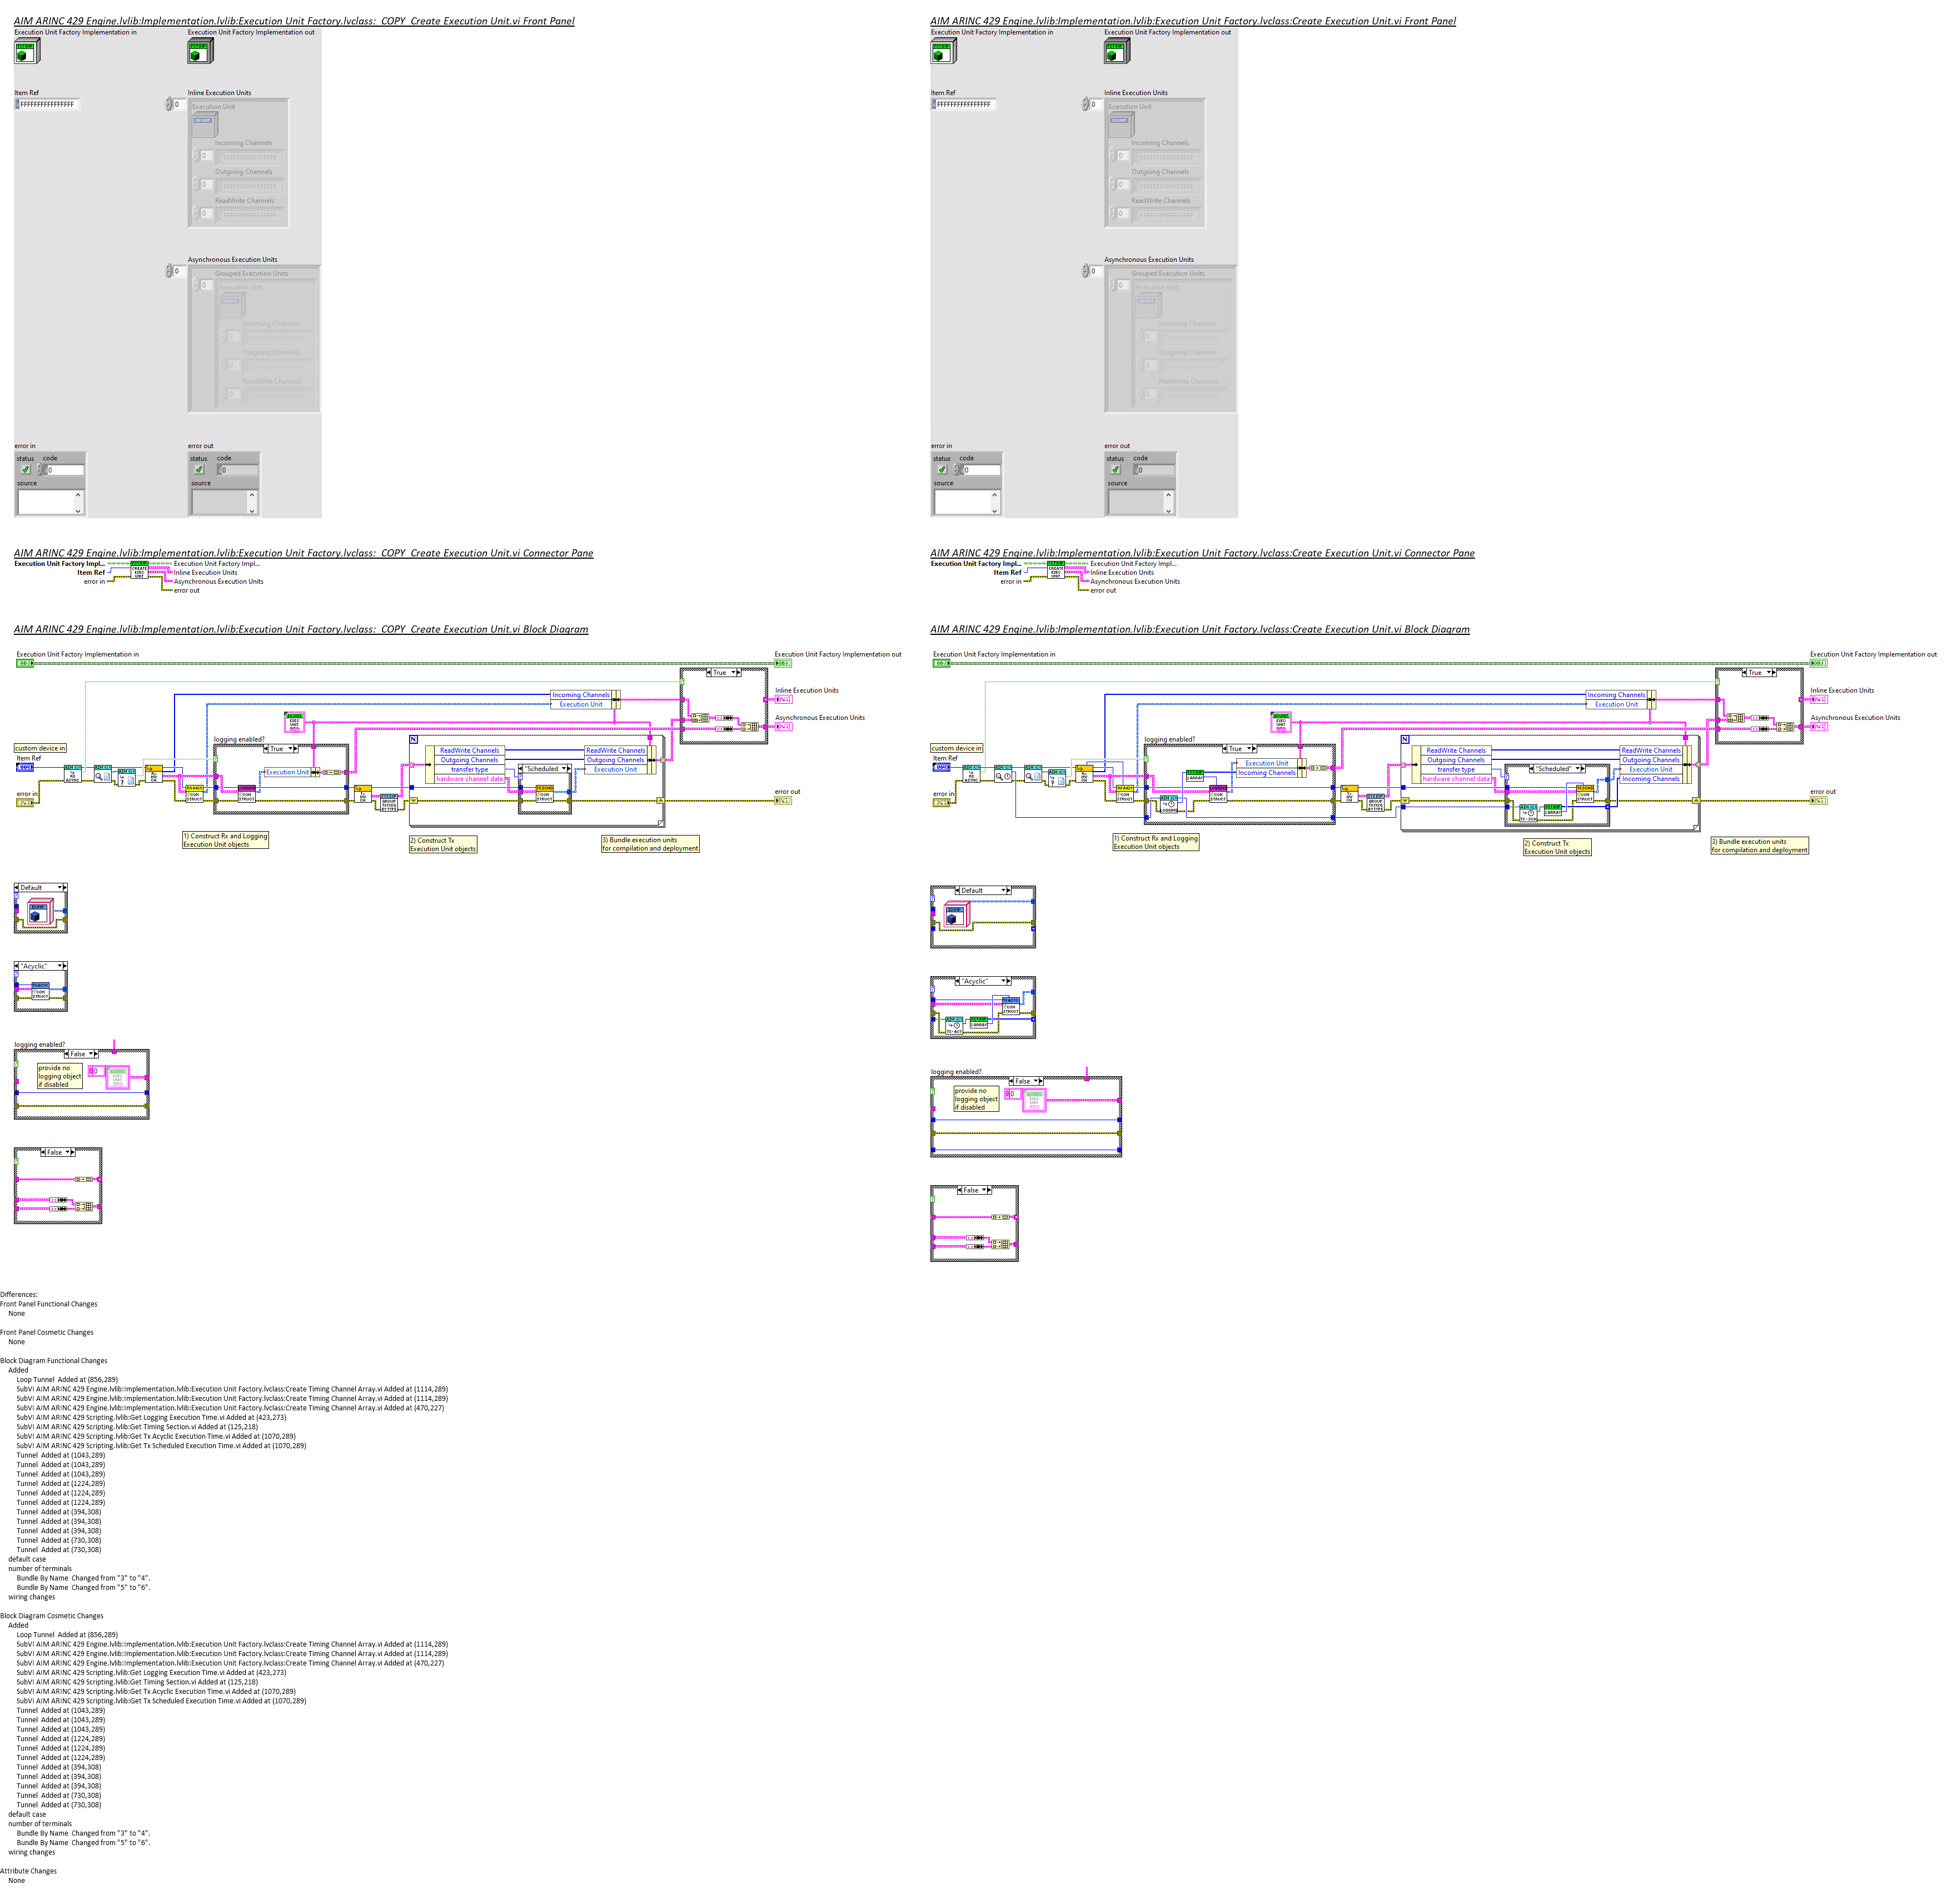 AIM ARINC 429 Engine.lvlib:Implementation.lvlib:Execution Unit Factory.lvclass:_COPY_Create Execution Unit.vi Front Panel
Execution Unit Factory Implementation in
Execution Unit Factory Implementation out
Item Ref
FFFFFFFFFFFFFFFF
Inline Execution Units
0
Execution Unit
Incoming Channels
0
FFFFFFFFFFFFFFFF
Outgoing Channels
0
FFFFFFFFFFFFFFFF
ReadWrite Channels
0
FFFFFFFFFFFFFFFF
Asynchronous Execution Units
0
Grouped Execution Units
0
Execution Unit
Incoming Channels
0
Outgoing Channels
0
ReadWrite Channels
0
error in
status code
0
source
error out
status code
0
source
AIM ARINC 429 Engine.lvlib:Implementation.lvlib:Execution Unit Factory.lvclass:Create Execution Unit.vi Front Panel
Execution Unit Factory Implementation in
Execution Unit Factory Implementation out
Item Ref
FFFFFFFFFFFFFFFF
Inline Execution Units
0
Execution Unit
Incoming Channels
0
FFFFFFFFFFFFFFFF
Outgoing Channels
0
FFFFFFFFFFFFFFFF
ReadWrite Channels
0
FFFFFFFFFFFFFFFF
Asynchronous Execution Units
0
Grouped Execution Units
0
Execution Unit
Incoming Channels
0
Outgoing Channels
0
ReadWrite Channels
0
error in
status code
0
source
error out
status code
0
source
AIM ARINC 429 Engine.lvlib:Implementation.lvlib:Execution Unit Factory.lvclass:_COPY_Create Execution Unit.vi Connector Pane
Execution Unit Factory Impl...
Item Ref
error in
CREATE
EXEC
UNIT
Execution Unit Factory Impl...
Inline Execution Units
Asynchronous Execution Units
error out
AIM ARINC 429 Engine.lvlib:Implementation.lvlib:Execution Unit Factory.lvclass:Create Execution Unit.vi Connector Pane
Execution Unit Factory Impl...
Item Ref
error in
CREATE
EXEC
UNIT
Execution Unit Factory Impl...
Inline Execution Units
Asynchronous Execution Units
error out
AIM ARINC 429 Engine.lvlib:Implementation.lvlib:Execution Unit Factory.lvclass:_COPY_Create Execution Unit.vi Block Diagram
Execution Unit Factory Implementation in
Execution Unit Factory Implementation out
True
Inline Execution Units
Incoming Channels
Execution Unit
Asynchronous Execution Units
logging enabled?
True
custom device in
Item Ref
Execution Unit
ReadWrite Channels
Outgoing Channels
transfer type
hardware channel data
"Scheduled
ReadWrite Channels
Outgoing Channels
Execution Unit
error in
error out
1) Construct Rx and Logging
Execution Unit objects
2) Construct Tx
Execution Unit objects
3) Bundle execution units
for compilation and deployment
Default
"Acyclic"
logging enabled?
False
provide no
logging object
if disabled
0
False
AIM ARINC 429 Engine.lvlib:Implementation.lvlib:Execution Unit Factory.lvclass:Create Execution Unit.vi Block Diagram
Execution Unit Factory Implementation in
Execution Unit Factory Implementation out
True
Inline Execution Units
Incoming Channels
Execution Unit
Asynchronous Execution Units
logging enabled?
True
custom device in
Item Ref
Execution Unit
Incoming Channels
ReadWrite Channels
Outgoing Channels
transfer type
hardware channel data
"Scheduled"
ReadWrite Channels
Outgoing Channels
Execution Unit
Incoming Channels
error in
error out
1) Construct Rx and Logging
Execution Unit objects
2) Construct Tx
Execution Unit objects
3) Bundle execution units
for compilation and deployment
Default
"Acyclic"
logging enabled?
False
provide no
logging object
if disabled
0
False
Differences:
Front Panel Functional Changes
None
Front Panel Cosmetic Changes
None
Block Diagram Functional Changes
Added
Loop Tunnel Added at (856,289)
SubVI AIM ARINC 429 Engine.lvlib:Implementation.lvlib:Execution Unit Factory.lvclass:Create Timing Channel Array.vi Added at (1114,289)
SubVI AIM ARINC 429 Engine.lvlib:Implementation.lvlib:Execution Unit Factory.lvclass:Create Timing Channel Array.vi Added at (1114,289)
SubVI AIM ARINC 429 Engine.lvlib:Implementation.lvlib:Execution Unit Factory.lvclass:Create Timing Channel Array.vi Added at (470,227)
SubVI AIM ARINC 429 Scripting.lvlib:Get Logging Execution Time.vi Added at (423,273)
SubVI AIM ARINC 429 Scripting.lvlib:Get Timing Section.vi Added at (125,218)
SubVI AIM ARINC 429 Scripting.lvlib:Get Tx Acyclic Execution Time.vi Added at (1070,289)
SubVI AIM ARINC 429 Scripting.lvlib:Get Tx Scheduled Execution Time.vi Added at (1070,289)
Tunnel Added at (1043,289)
Tunnel Added at (1043,289)
Tunnel Added at (1043,289)
Tunnel Added at (1224,289)
Tunnel Added at (1224,289)
Tunnel Added at (1224,289)
Tunnel Added at (394,308)
Tunnel Added at (394,308)
Tunnel Added at (394,308)
Tunnel Added at (730,308)
Tunnel Added at (730,308)
default case
number of terminals
Bundle By Name Changed from "3" to "4".
Bundle By Name Changed from "5" to "6".
wiring changes
Block Diagram Cosmetic Changes
Added
Loop Tunnel Added at (856,289)
SubVI AIM ARINC 429 Engine.lvlib:Implementation.lvlib:Execution Unit Factory.lvclass:Create Timing Channel Array.vi Added at (1114,289)
SubVI AIM ARINC 429 Engine.lvlib:Implementation.lvlib:Execution Unit Factory.lvclass:Create Timing Channel Array.vi Added at (1114,289)
SubVI AIM ARINC 429 Engine.lvlib:Implementation.lvlib:Execution Unit Factory.lvclass:Create Timing Channel Array.vi Added at (470,227)
SubVI AIM ARINC 429 Scripting.lvlib:Get Logging Execution Time.vi Added at (423,273)
SubVI AIM ARINC 429 Scripting.lvlib:Get Timing Section.vi Added at (125,218)
SubVI AIM ARINC 429 Scripting.lvlib:Get Tx Acyclic Execution Time.vi Added at (1070,289)
SubVI AIM ARINC 429 Scripting.lvlib:Get Tx Scheduled Execution Time.vi Added at (1070,289)
Tunnel Added at (1043,289)
Tunnel Added at (1043,289)
Tunnel Added at (1043,289)
Tunnel Added at (1224,289)
Tunnel Added at (1224,289)
Tunnel Added at (1224,289)
Tunnel Added at (394,308)
Tunnel Added at (394,308)
Tunnel Added at (394,308)
Tunnel Added at (730,308)
Tunnel Added at (730,308)
default case
number of terminals
Bundle By Name Changed from "3" to "4".
Bundle By Name Changed from "5" to "6".
wiring changes
Attribute Changes
None